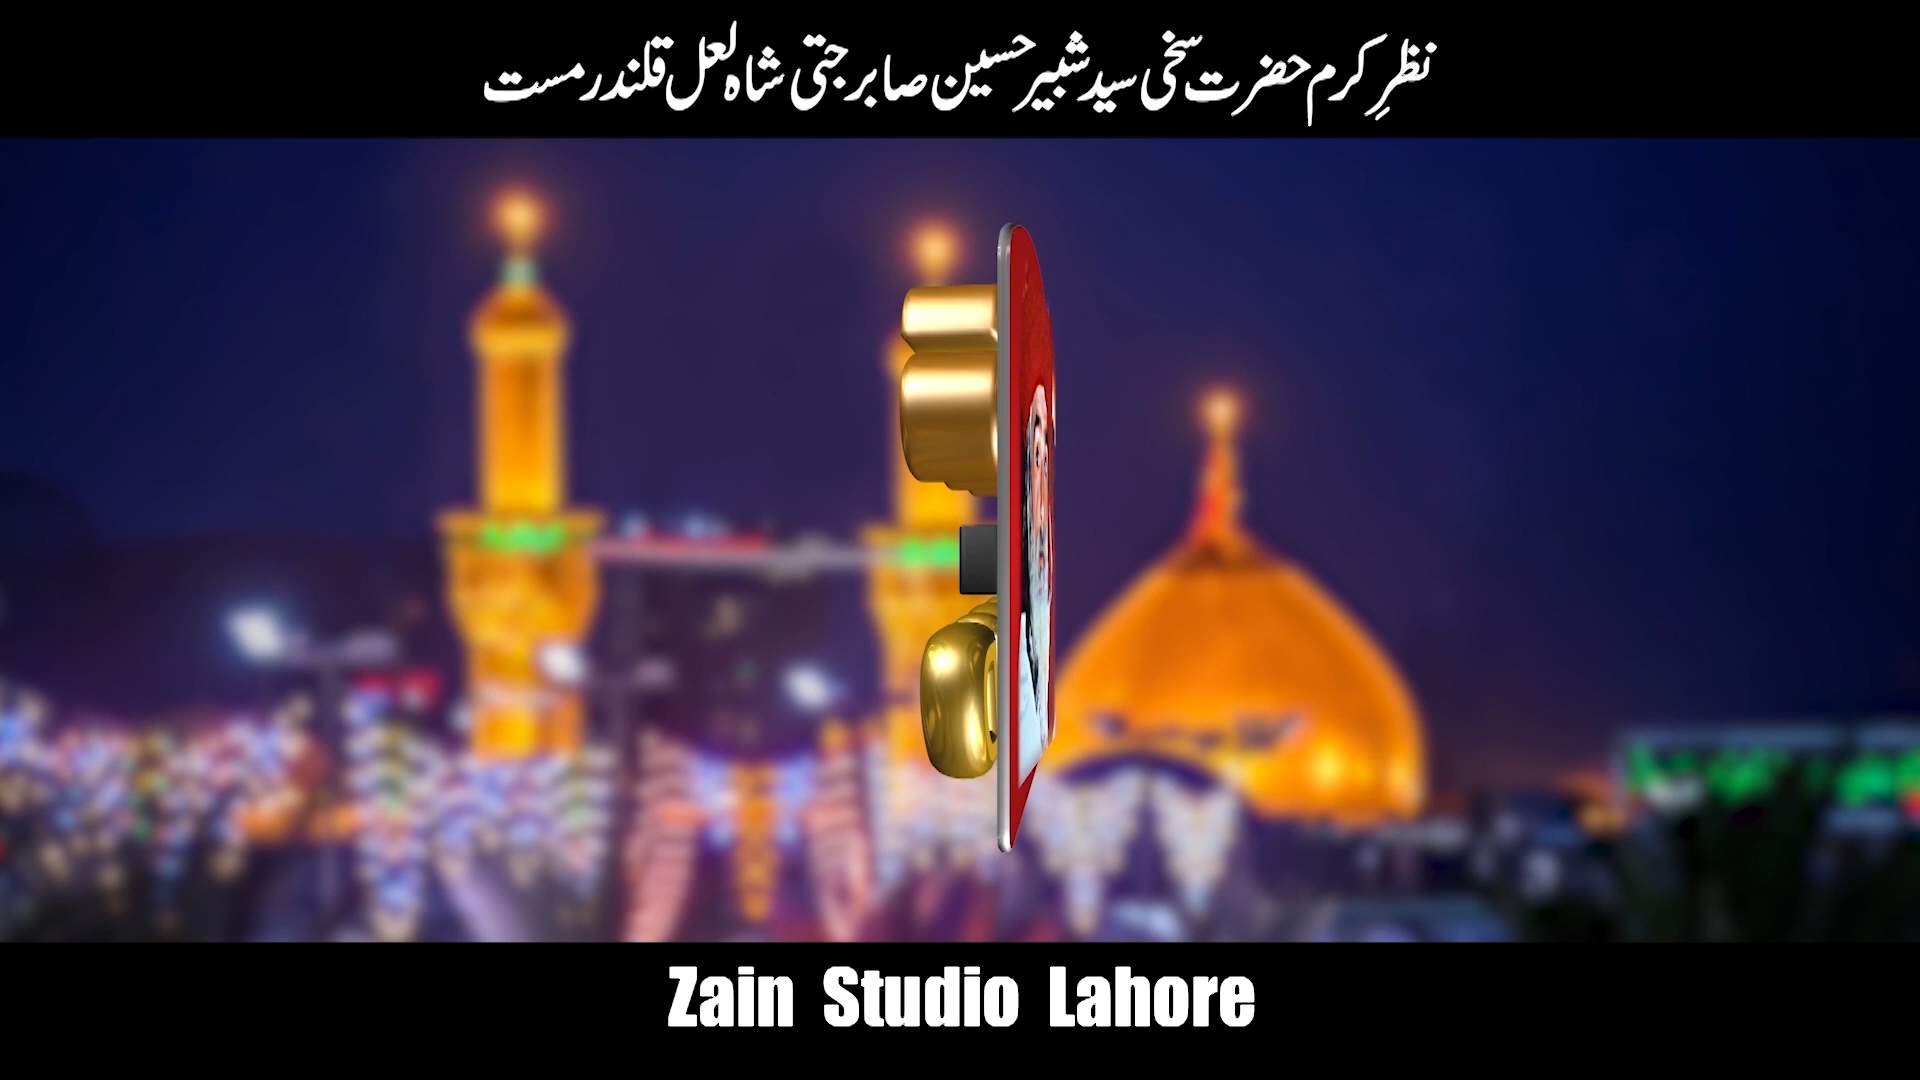 نظرِ کرم حضرت سخی سید شبیر حسین صابر جتی شاہ لعل قلندر مست
Zain Studio Lahore